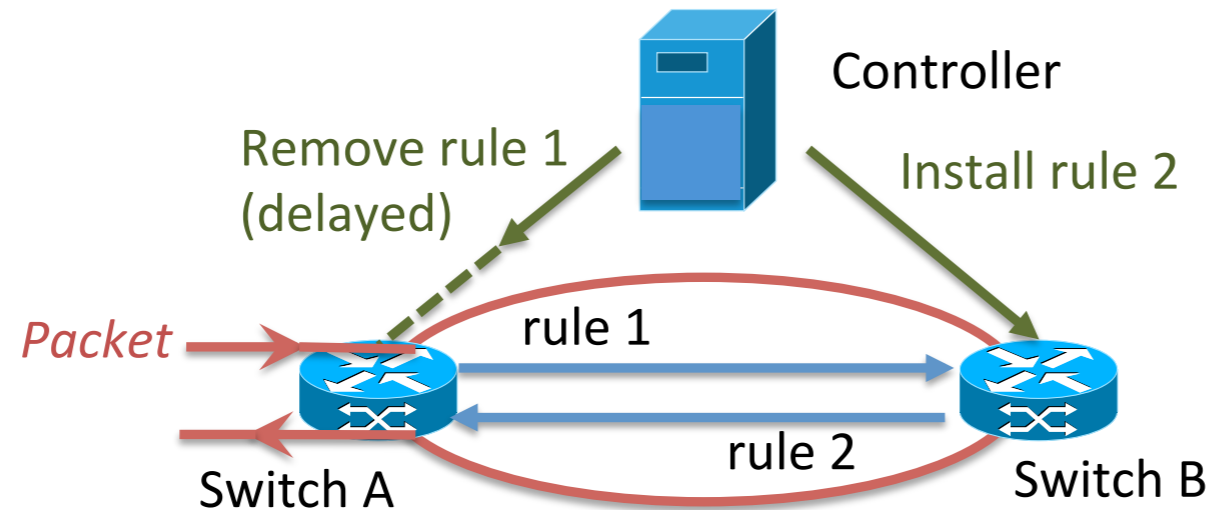 Controller
Remove rule 1
(delayed)
Install rule 2
Packet
rule 1
rule 2
Switch A
Switch B